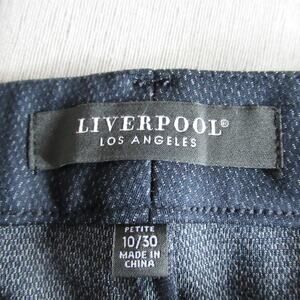 LIVERPOOL®
LOS ANGELES
PETITE
10/30
MADE IN
CHINA